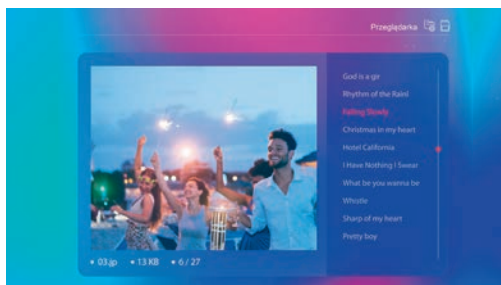 Przeglądarka
God is a gir
Rhythm of the Rainl
Falling Slowly
Christmas in my heart
Hotel California
I Have Nothing I Swear
What be you wanna be
Whistle
Sharp of my heart
Pretty boy
• 03.jp • 13 KB • 6 / 27